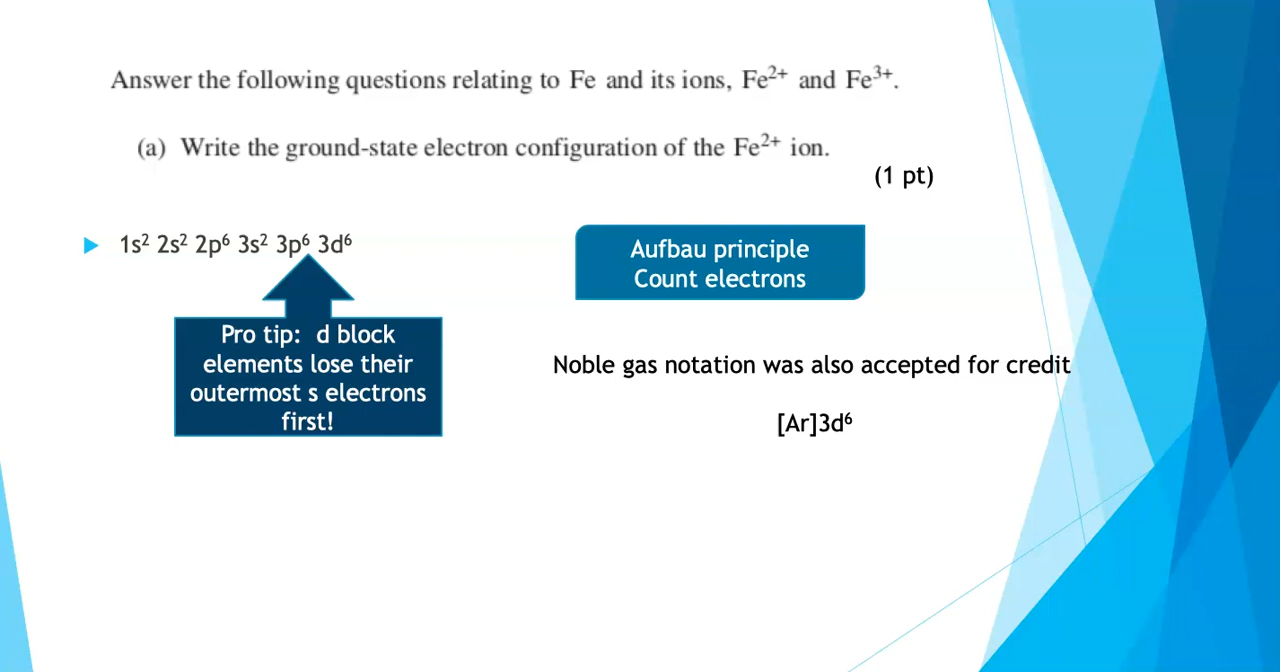 Answer the following questions relating to Fe and its ions, Fe²⁺ and Fe³⁺.
(a) Write the ground-state electron configuration of the Fe²⁺ ion.
(1 pt)
1s² 2s² 2p⁶ 3s² 3p⁶ 3d⁶
Aufbau principle
Count electrons
Pro tip: d block
elements lose their
outermost s electrons
first!
Noble gas notation was also accepted for credit
[Ar]3d⁶